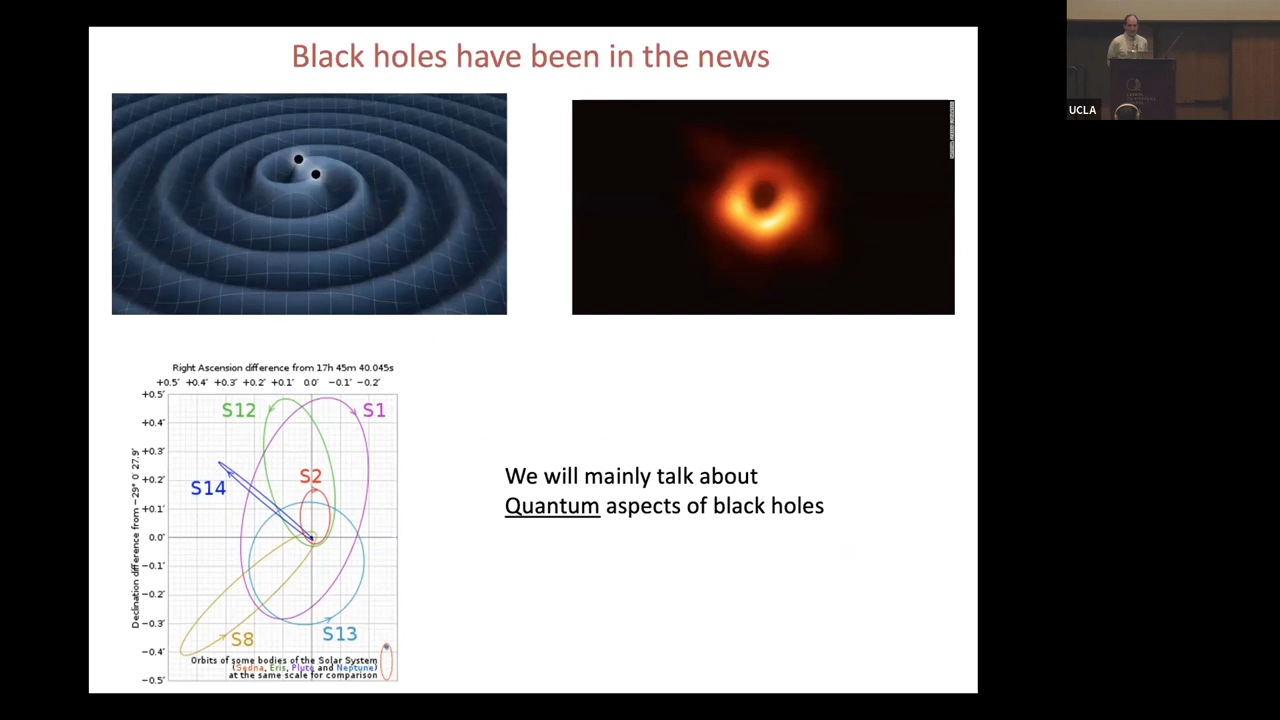 Black holes have been in the news
UCLA
Right Ascension difference from 17h 45m 40.045s
+0.5″ +0.4″ +0.3″ +0.2″ +0.1″ 0.0″ −0.1″ −0.2″
Declination difference from −29° 0′ 27.9″
+0.5″
+0.4″
+0.3″
+0.2″
+0.1″
0.0″
−0.1″
−0.2″
−0.3″
−0.4″
−0.5″
S12
S1
S2
S14
S13
S8
Orbits of some bodies of the Solar System
(Sedna, Eris, Pluto and Neptune)
at the same scale for comparison
We will mainly talk about
Quantum aspects of black holes